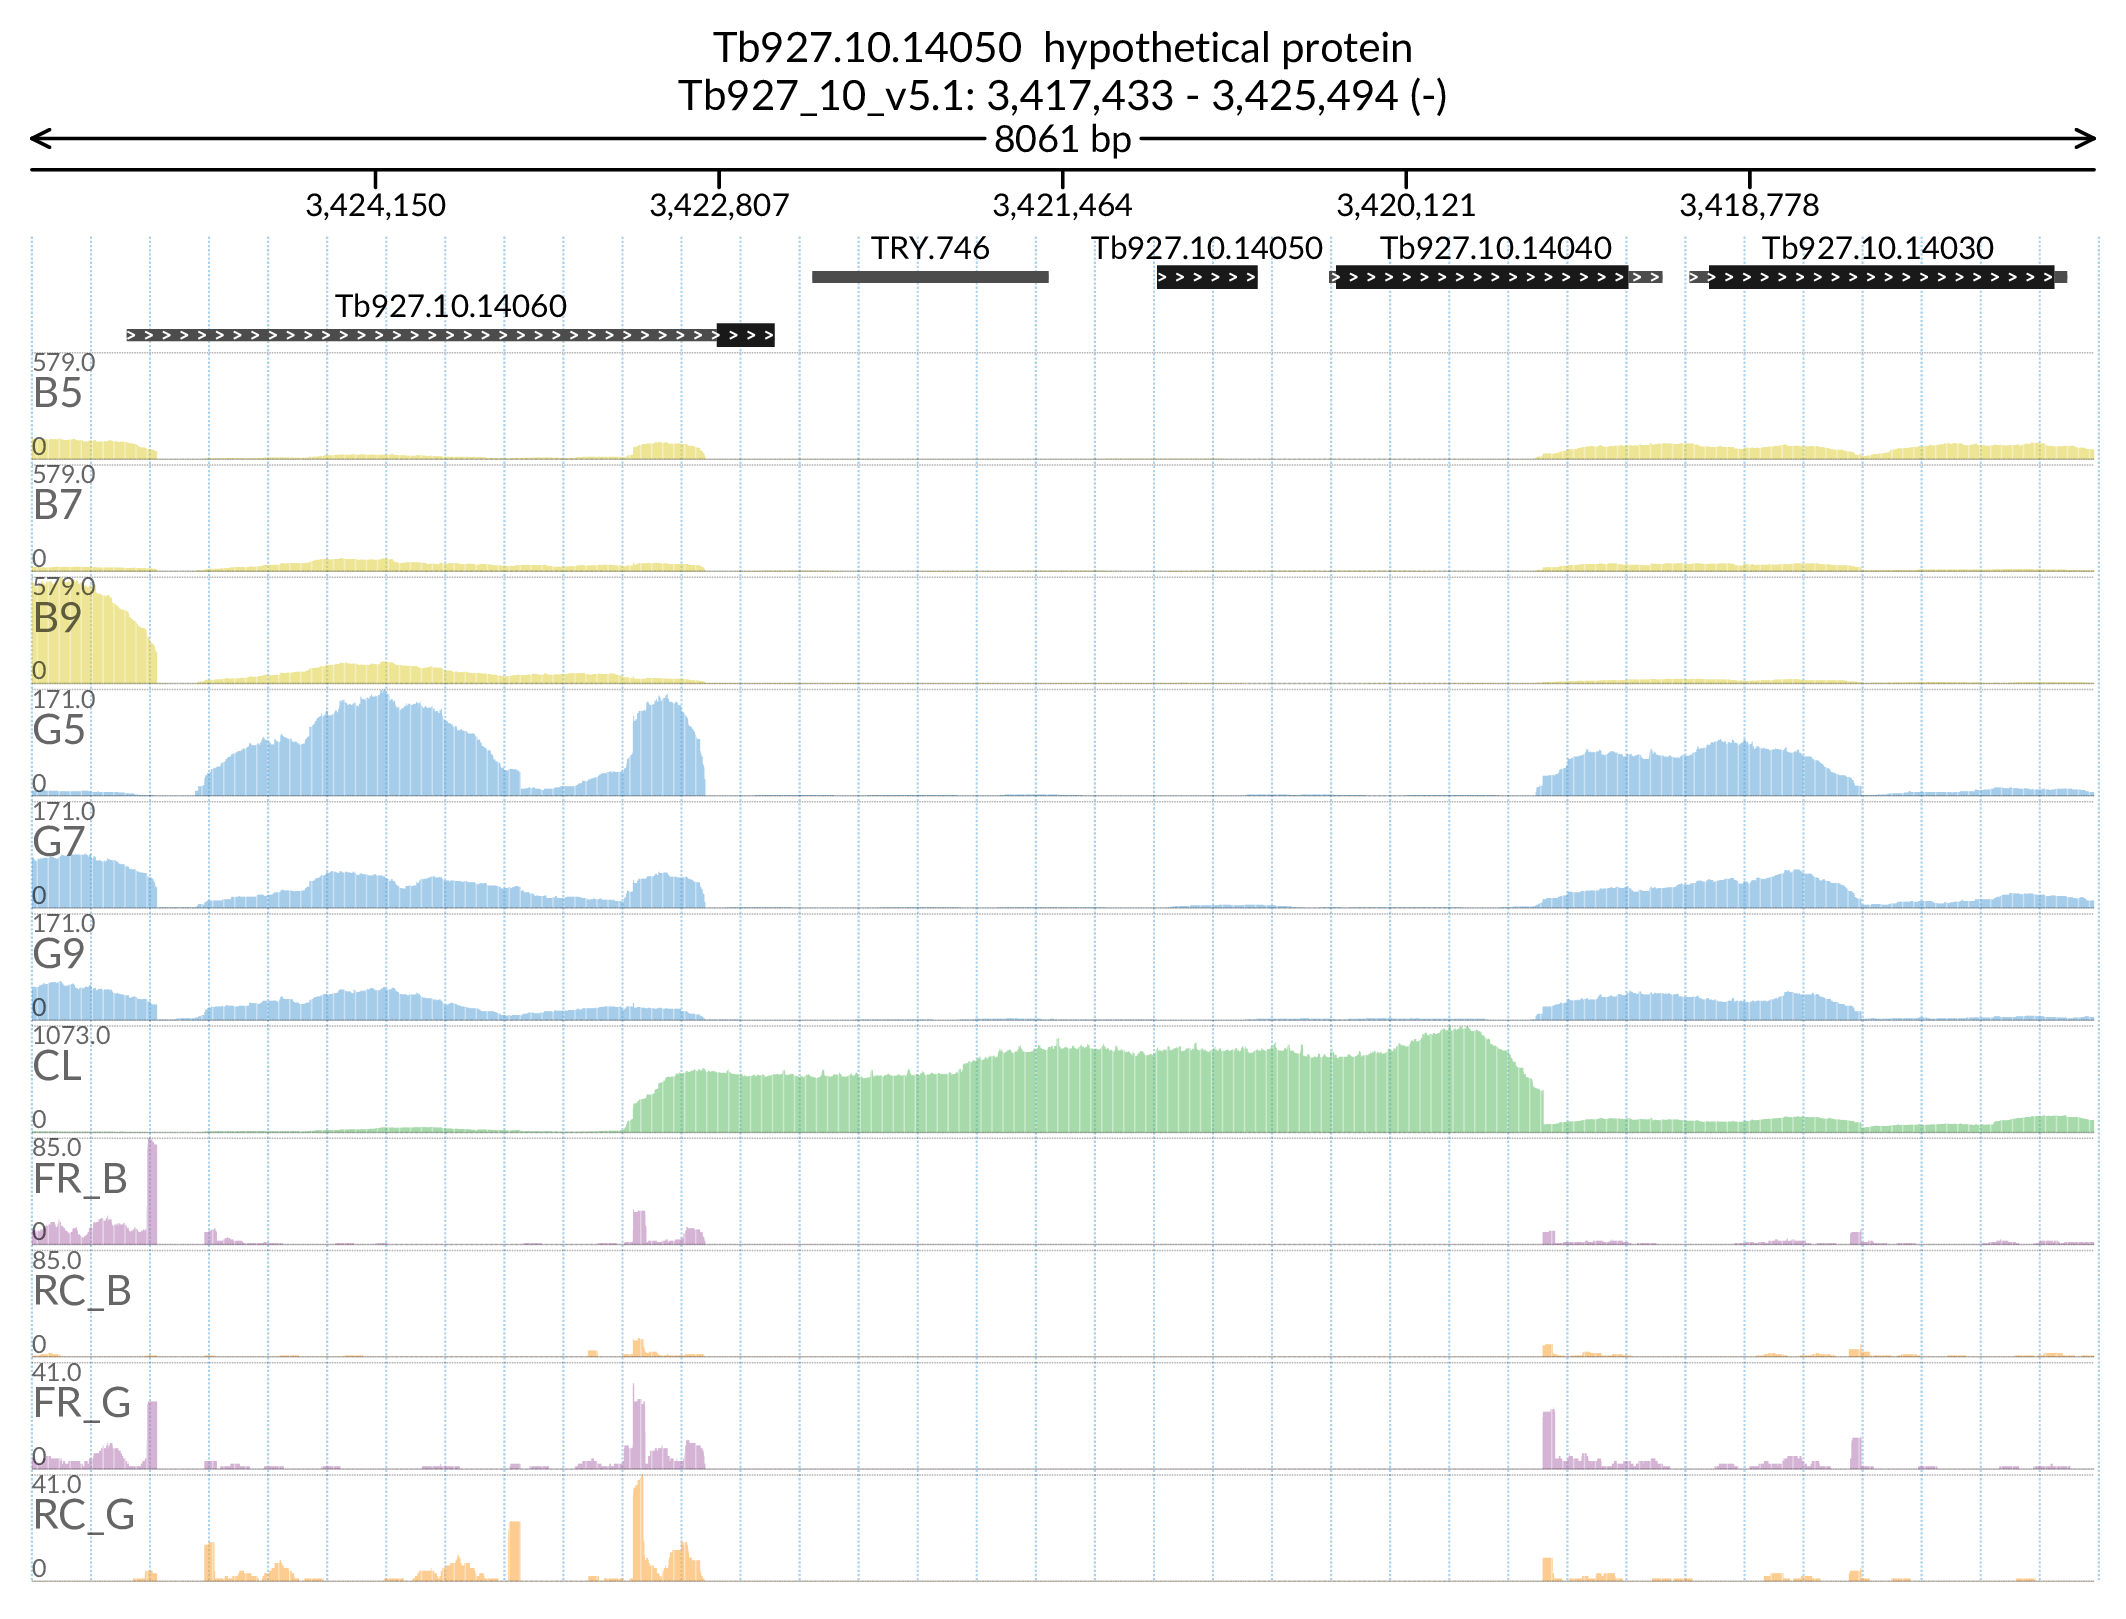 Tb927.10.14050 hypothetical protein
Tb927_10_v5.1: 3,417,433 - 3,425,494 (-)
8061 bp
3,424,150 3,422,807 3,421,464 3,420,121 3,418,778
TRY.746 Tb927.10.14050 Tb927.10.14040 Tb927.10.14030
Tb927.10.14060
579.0
B5
0
579.0
B7
0
579.0
B9
0
171.0
G5
0
171.0
G7
0
171.0
G9
0
1073.0
CL
0
85.0
FR_B
0
85.0
RC_B
0
41.0
FR_G
0
41.0
RC_G
0